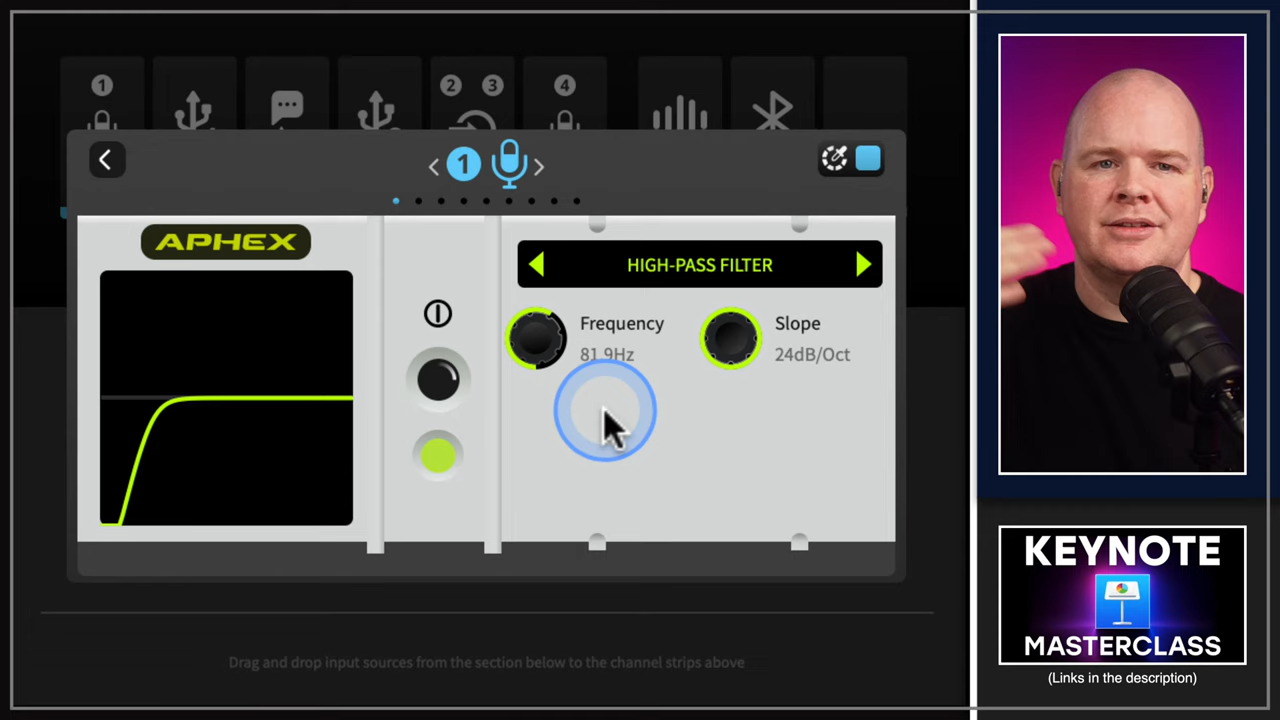 1
2
3
4
1
APHEX
HIGH-PASS FILTER
Frequency
81.9Hz
Slope
24dB/Oct
Drag and drop input sources from the section below to the channel strips above
KEYNOTE
MASTERCLASS
(Links in the description)